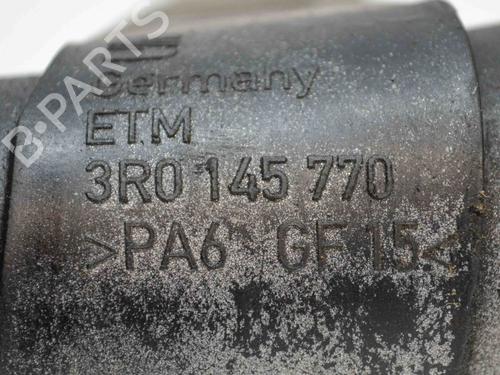 B-PARTS
Germany
ETM
3R0 145 770
>PA6 GF 15<